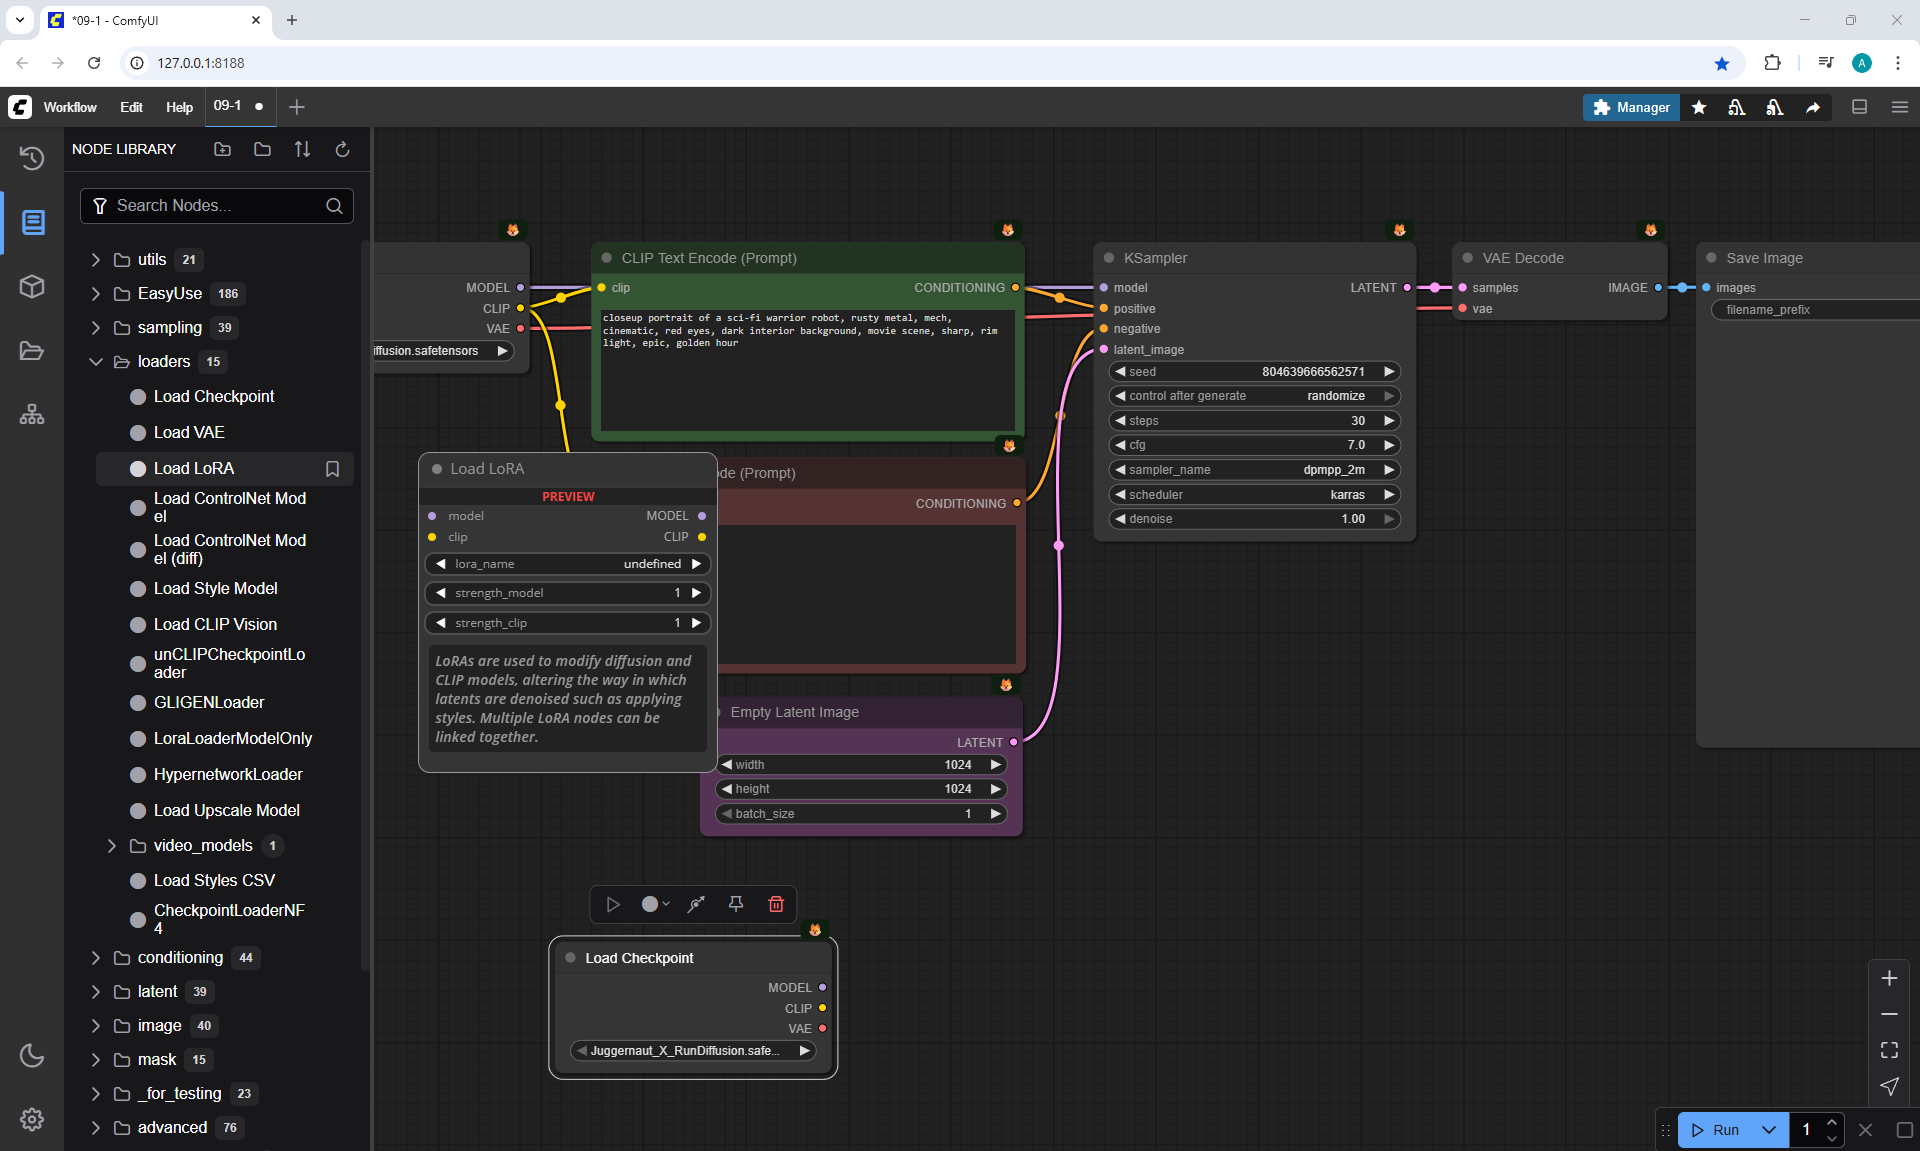 *09-1 - ComfyUI
127.0.0.1:8188
Workflow
Edit
Help
09-1
Manager
NODE LIBRARY
Search Nodes...
utils 21
EasyUse 186
sampling 39
loaders 15
Load Checkpoint
Load VAE
Load LoRA
Load ControlNet Mod
el
Load ControlNet Mod
el (diff)
Load Style Model
Load CLIP Vision
unCLIPCheckpointLo
ader
GLIGENLoader
LoraLoaderModelOnly
HypernetworkLoader
Load Upscale Model
video_models 1
Load Styles CSV
CheckpointLoaderNF
4
conditioning 44
latent 39
image 40
mask 15
_for_testing 23
advanced 76
MODEL
CLIP
VAE
iffusion.safetensors
CLIP Text Encode (Prompt)
clip CONDITIONING
closeup portrait of a sci-fi warrior robot, rusty metal, mech,
cinematic, red eyes, dark interior background, movie scene, sharp, rim
light, epic, golden hour
ode (Prompt)
CONDITIONING
Load LoRA
PREVIEW
model MODEL
clip CLIP
lora_name undefined
strength_model 1
strength_clip 1
LoRAs are used to modify diffusion and
CLIP models, altering the way in which
latents are denoised such as applying
styles. Multiple LoRA nodes can be
linked together.
Empty Latent Image
LATENT
width 1024
height 1024
batch_size 1
Load Checkpoint
MODEL
CLIP
VAE
Juggernaut_X_RunDiffusion.safe...
KSampler
model LATENT
positive
negative
latent_image
seed 804639666562571
control after generate randomize
steps 30
cfg 7.0
sampler_name dpmpp_2m
scheduler karras
denoise 1.00
VAE Decode
samples IMAGE
vae
Save Image
images
filename_prefix
Run
1
A